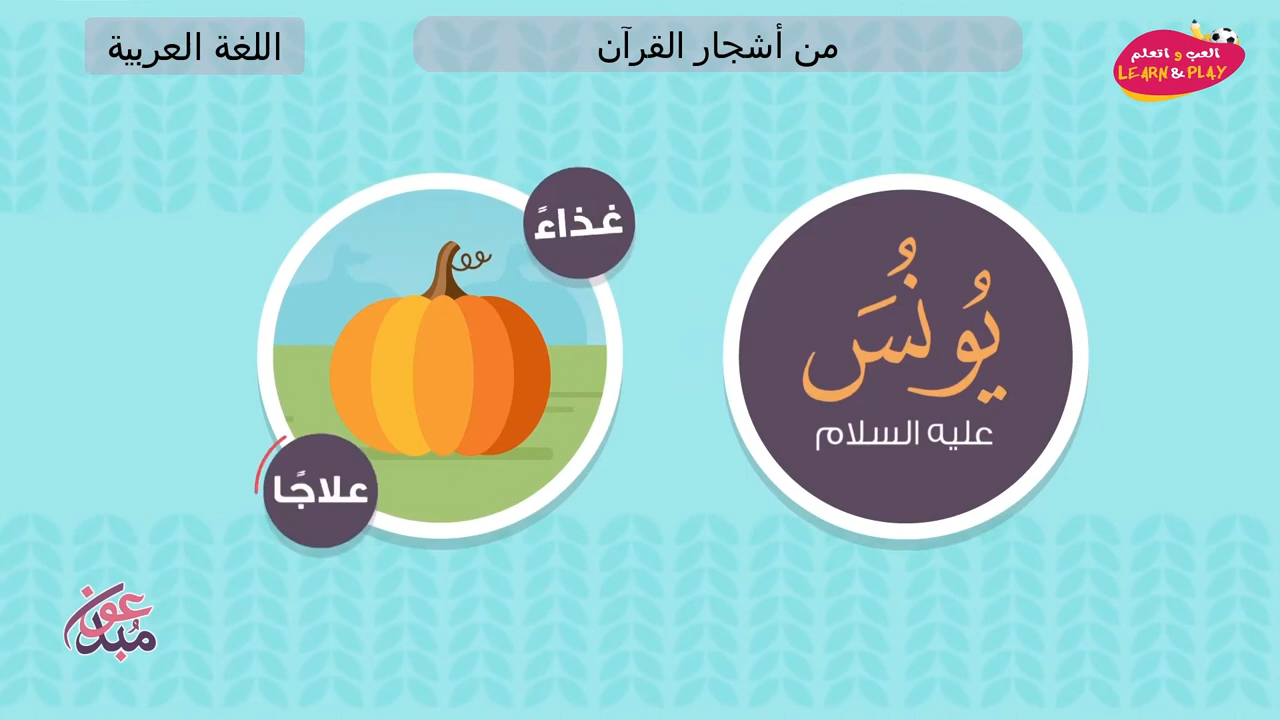 من أشجار القرآن
اللغة العربية
العب و اتعلم
LEARN & PLAY
يُونُسَ
عليه السلام
غذاءً
علاجًا
مُبدعون